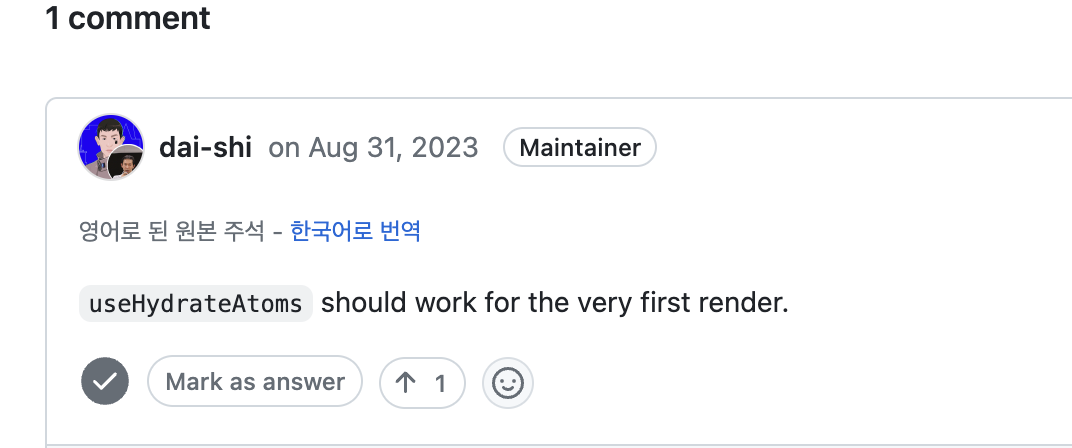 1 comment
dai-shi on Aug 31, 2023 Maintainer
영어로 된 원본 주석 - 한국어로 번역
useHydrateAtoms should work for the very first render.
Mark as answer ↑ 1